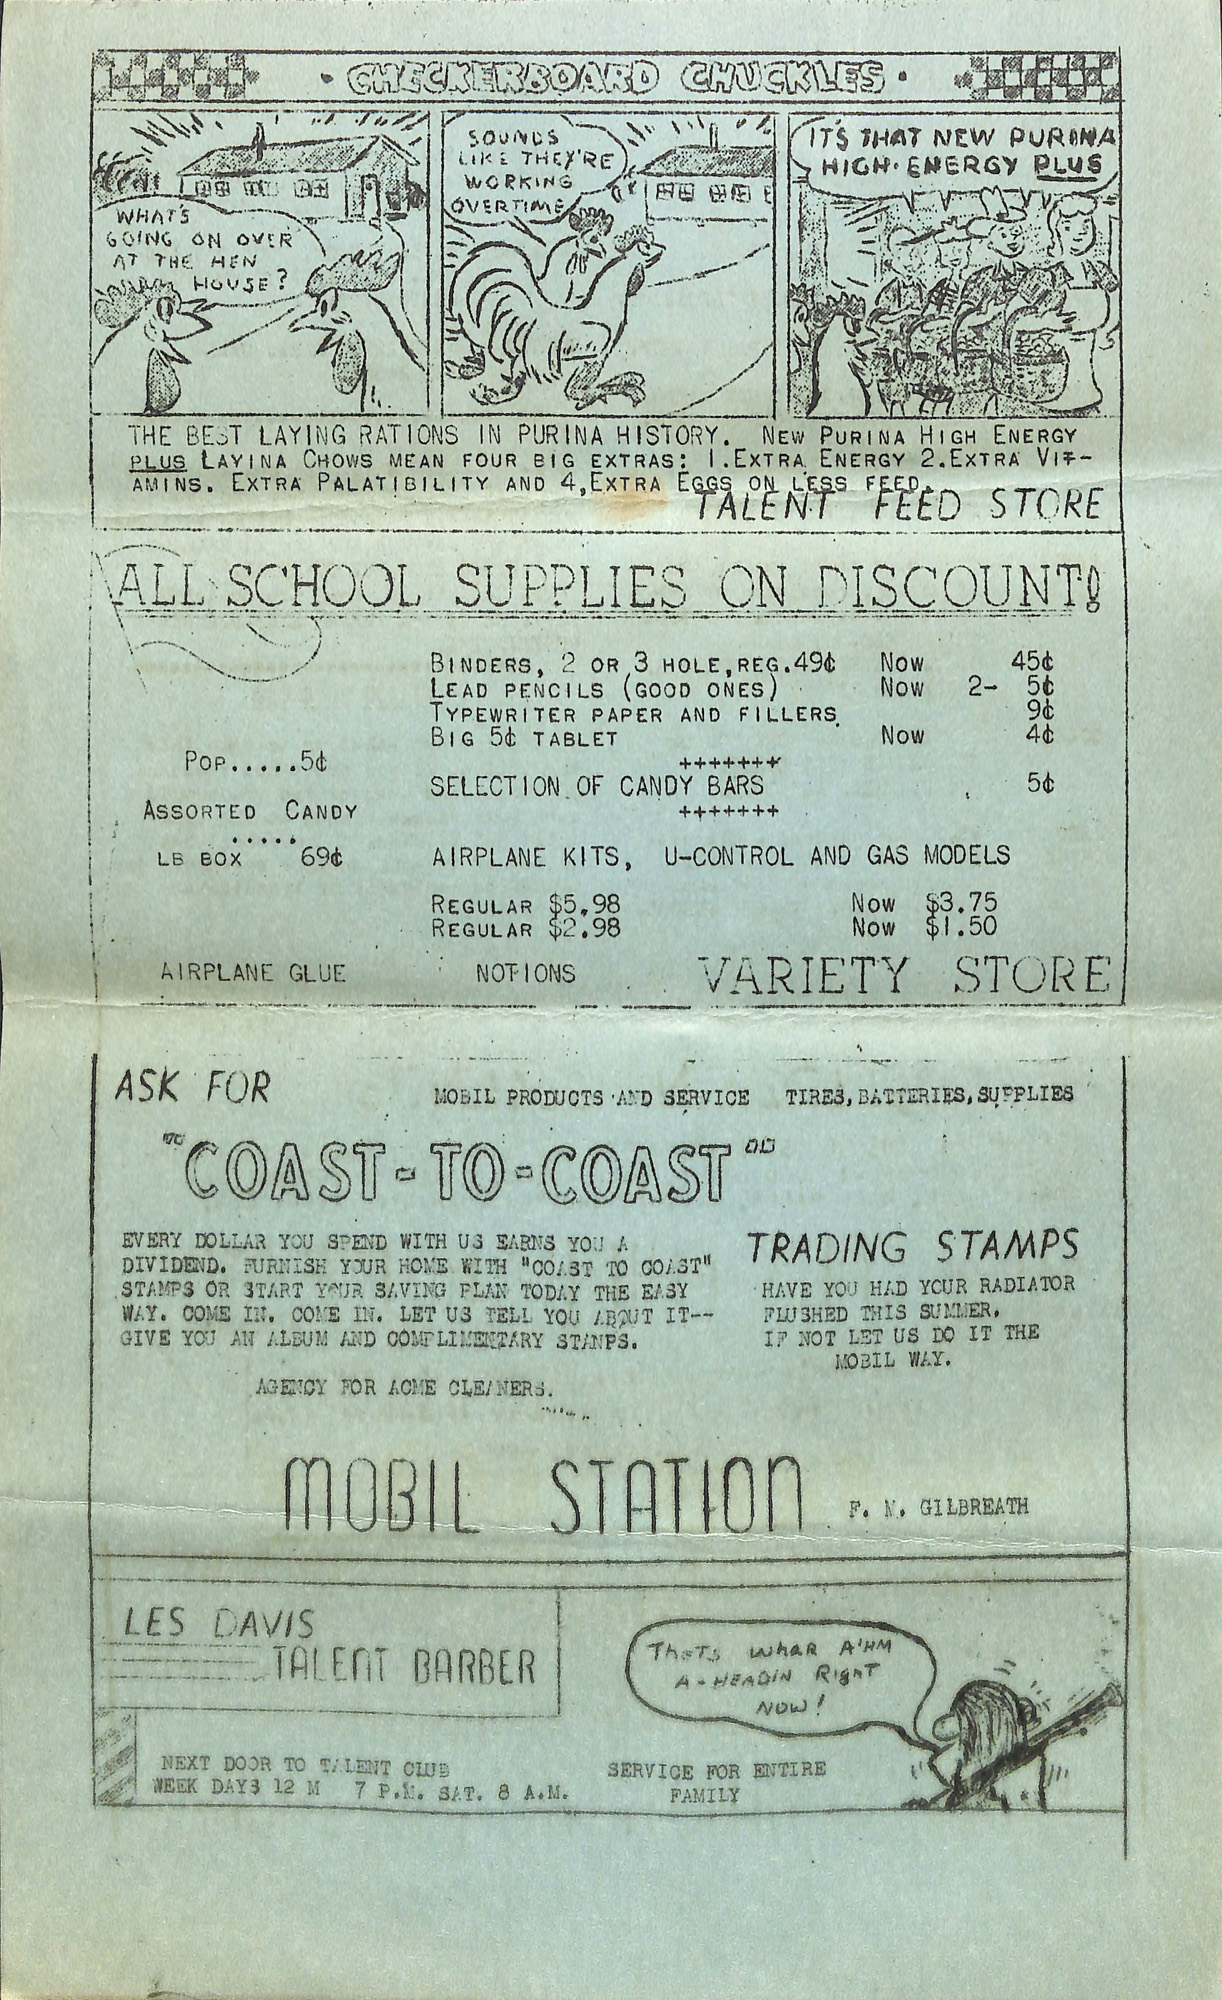 • CHECKERBOARD CHUCKLES •
WHAT'S
GOING ON OVER
AT THE HEN
HOUSE?
SOUNDS
LIKE THEY'RE
WORKING
OVERTIME
IT'S THAT NEW PURINA
HIGH·ENERGY PLUS
THE BEST LAYING RATIONS IN PURINA HISTORY. NEW PURINA HIGH ENERGY
PLUS LAYINA CHOWS MEAN FOUR BIG EXTRAS: 1.EXTRA ENERGY 2.EXTRA VIT-
AMINS. EXTRA PALATIBILITY AND 4,EXTRA EGGS ON LESS FEED.
TALENT FEED STORE
ALL SCHOOL SUPPLIES ON DISCOUNT!
BINDERS, 2 OR 3 HOLE,REG.49¢ NOW 45¢
LEAD PENCILS (GOOD ONES) NOW 2- 5¢
TYPEWRITER PAPER AND FILLERS. 9¢
BIG 5¢ TABLET NOW 4¢
POP.....5¢
+++++++
SELECTION OF CANDY BARS 5¢
ASSORTED CANDY
+++++++
.....
LB BOX 69¢
AIRPLANE KITS, U-CONTROL AND GAS MODELS
REGULAR $5.98 NOW $3.75
REGULAR $2.98 NOW $1.50
AIRPLANE GLUE NOTIONS VARIETY STORE
ASK FOR
MOBIL PRODUCTS AND SERVICE TIRES,BATTERIES,SUPPLIES
"COAST-TO-COAST"
EVERY DOLLAR YOU SPEND WITH US EARNS YOU A
DIVIDEND. FURNISH YOUR HOME WITH "COAST TO COAST"
STAMPS OR START YOUR SAVING PLAN TODAY THE EASY
WAY. COME IN. COME IN. LET US TELL YOU ABOUT IT--
GIVE YOU AN ALBUM AND COMPLIMENTARY STAMPS.
TRADING STAMPS
HAVE YOU HAD YOUR RADIATOR
FLUSHED THIS SUMMER.
IF NOT LET US DO IT THE
MOBIL WAY.
AGENCY FOR ACME CLEANERS.
MOBIL STATION F. N. GILBREATH
LES DAVIS
TALENT BARBER
THATS WHAR A'HM
A-HEADIN RIGHT
NOW!
NEXT DOOR TO TALENT CLUB
WEEK DAYS 12 M 7 P.M. SAT. 8 A.M.
SERVICE FOR ENTIRE
FAMILY